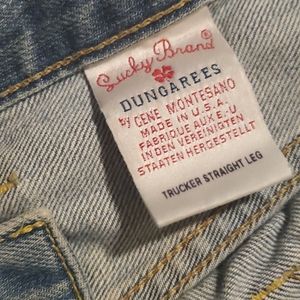 Lucky Brand®
DUNGAREES
by GENE MONTESANO
MADE IN U.S.A.
FABRIQUE AUX E.U
IN DEN VEREINIGTEN
STAATEN HERGESTELLT
TRUCKER STRAIGHT LEG